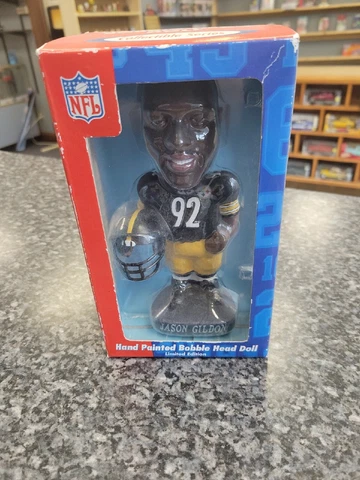 NFL
92
JASON GILDON
Hand Painted Bobble Head Doll
Limited Edition